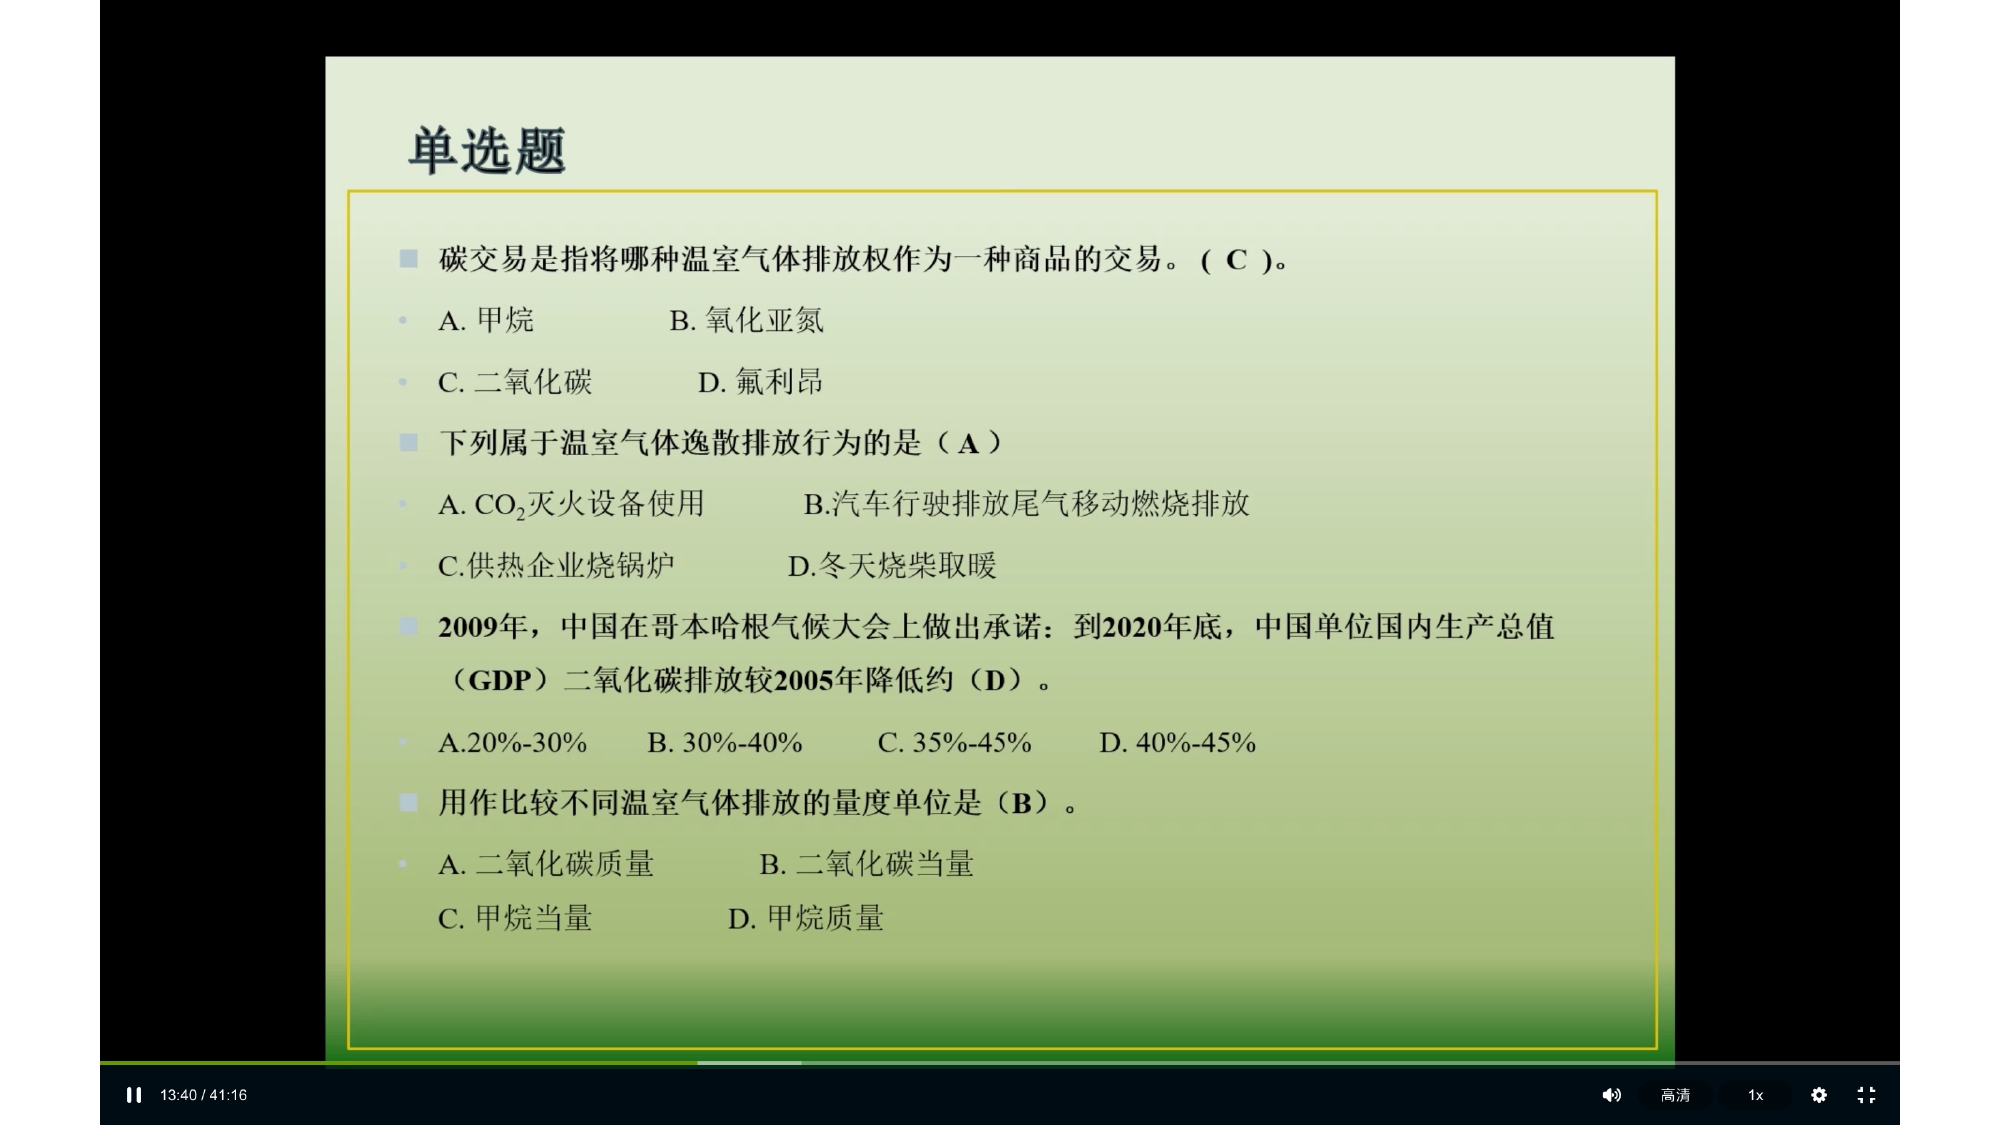 单选题
碳交易是指将哪种温室气体排放权作为一种商品的交易。( C )。
A. 甲烷 B. 氧化亚氮
C. 二氧化碳 D. 氟利昂
下列属于温室气体逸散排放行为的是（ A ）
A. CO₂灭火设备使用 B.汽车行驶排放尾气移动燃烧排放
C.供热企业烧锅炉 D.冬天烧柴取暖
2009年，中国在哥本哈根气候大会上做出承诺：到2020年底，中国单位国内生产总值
（GDP）二氧化碳排放较2005年降低约（D）。
A.20%-30% B. 30%-40% C. 35%-45% D. 40%-45%
用作比较不同温室气体排放的量度单位是（B）。
A. 二氧化碳质量 B. 二氧化碳当量
C. 甲烷当量 D. 甲烷质量
13:40 / 41:16 高清 1x